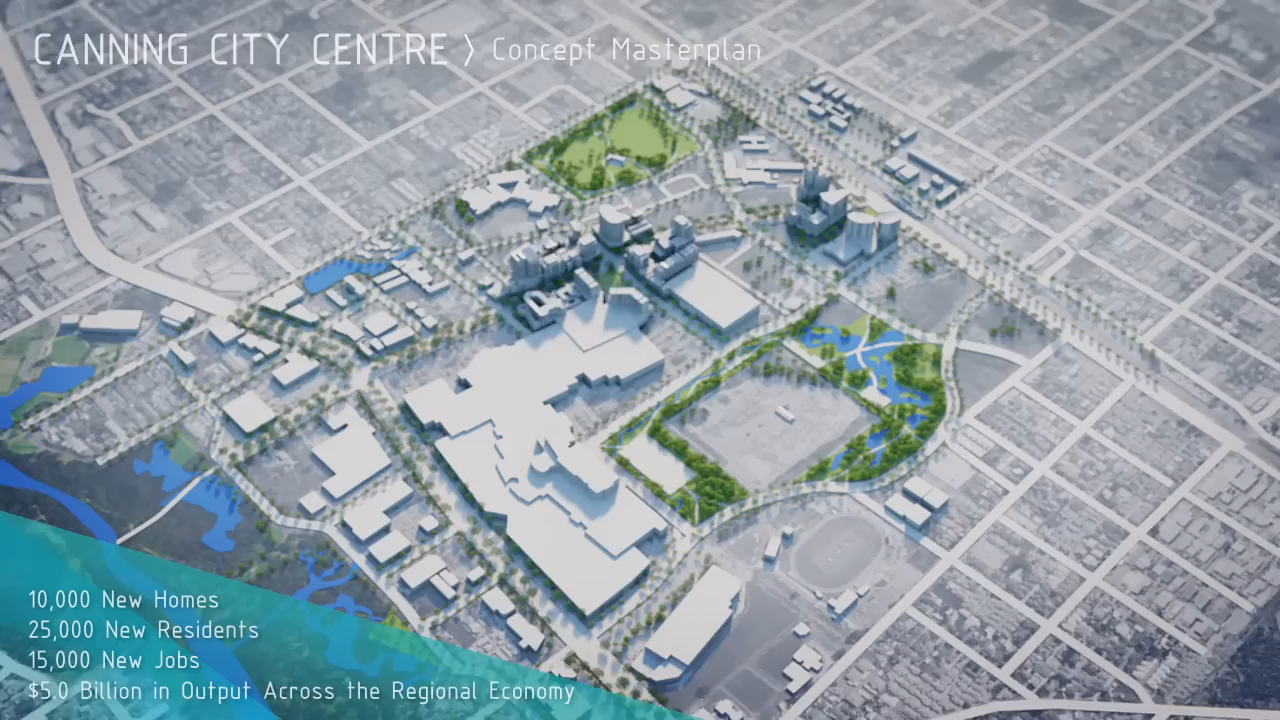 CANNING CITY CENTRE > Concept Masterplan
10,000 New Homes
25,000 New Residents
15,000 New Jobs
$5.0 Billion in Output Across the Regional Economy